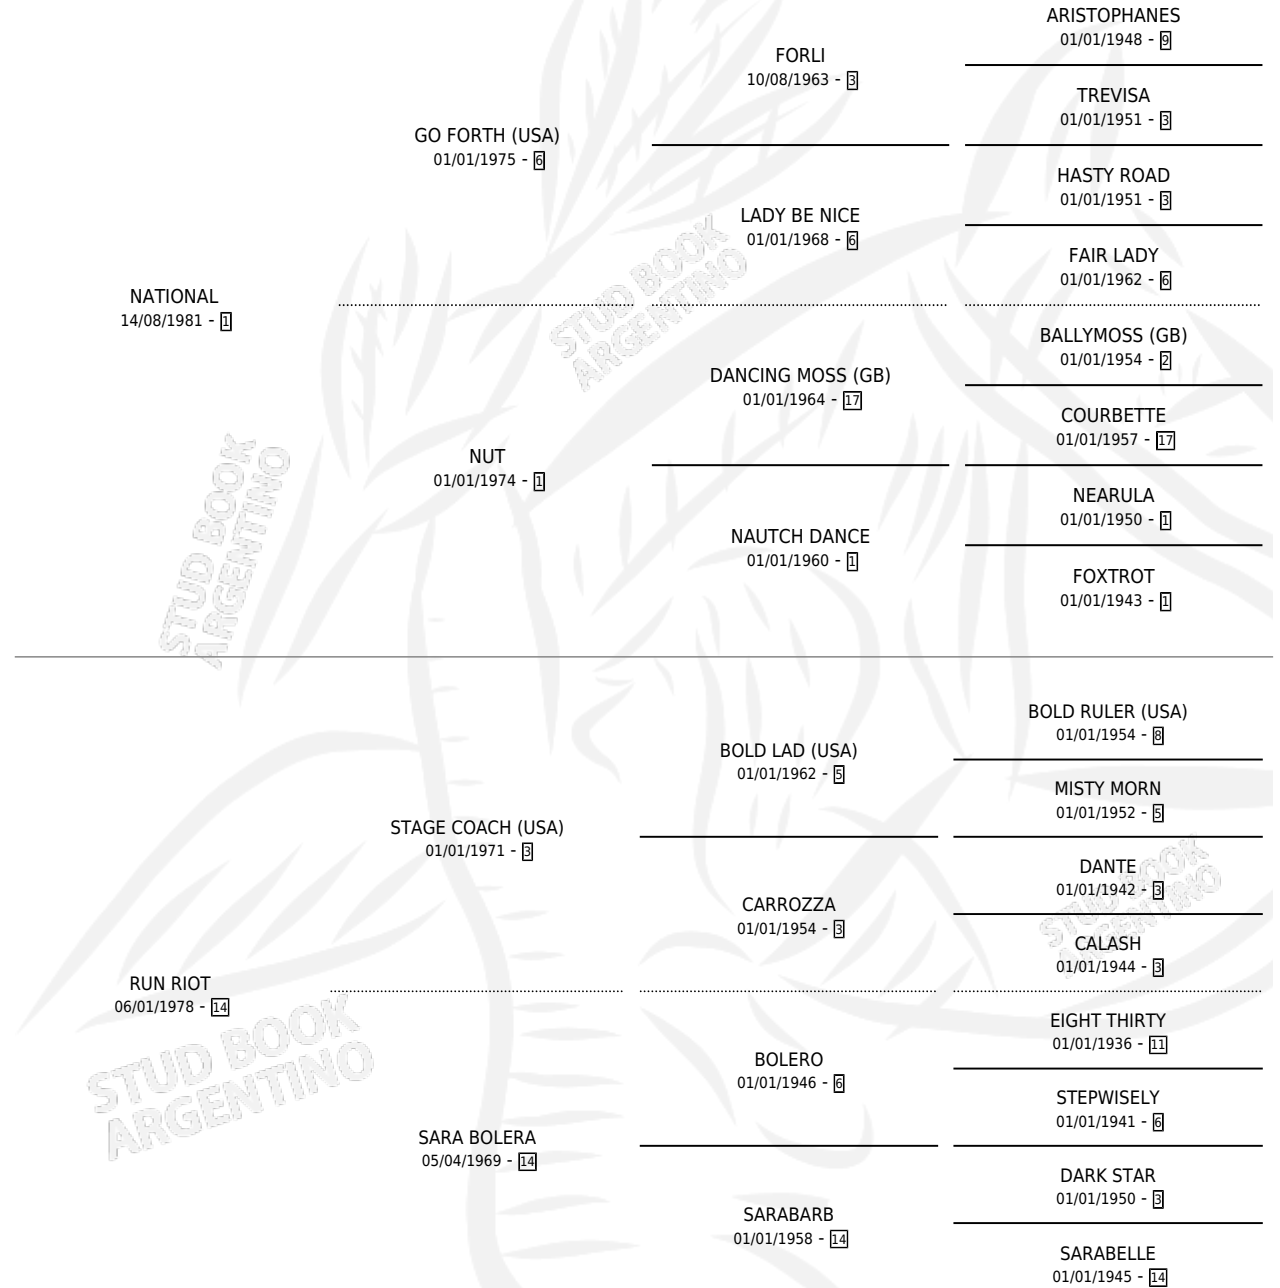 ARISTOPHANES
01/01/1948 - 9
FORLI
10/08/1963 - 3
TREVISA
01/01/1951 - 3
GO FORTH (USA)
01/01/1975 - 6
HASTY ROAD
01/01/1951 - 3
LADY BE NICE
01/01/1968 - 6
FAIR LADY
01/01/1962 - 6
NATIONAL
14/08/1981 - 1
STUD BOOK
ARGENTINO
BALLYMOSS (GB)
01/01/1954 - 2
DANCING MOSS (GB)
01/01/1964 - 17
COURBETTE
01/01/1957 - 17
NUT
01/01/1974 - 1
STUD BOOK
ARGENTINO
NEARULA
01/01/1950 - 1
NAUTCH DANCE
01/01/1960 - 1
FOXTROT
01/01/1943 - 1
BOLD RULER (USA)
01/01/1954 - 8
BOLD LAD (USA)
01/01/1962 - 5
MISTY MORN
01/01/1952 - 5
STAGE COACH (USA)
01/01/1971 - 3
DANTE
01/01/1942 - 3
STUD BOOK
ARGENTINO
CARROZZA
01/01/1954 - 3
CALASH
01/01/1944 - 3
RUN RIOT
06/01/1978 - 14
STUD BOOK
ARGENTINO
EIGHT THIRTY
01/01/1936 - 11
BOLERO
01/01/1946 - 6
STEPWISELY
01/01/1941 - 6
SARA BOLERA
05/04/1969 - 14
DARK STAR
01/01/1950 - 3
SARABARB
01/01/1958 - 14
SARABELLE
01/01/1945 - 14